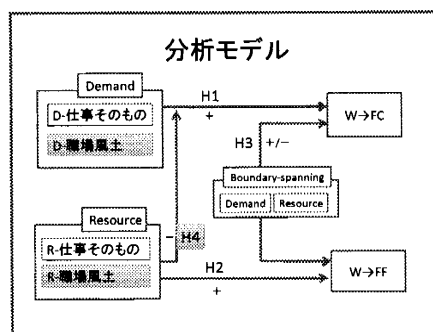 分析モデル
Demand
D-仕事そのもの
D-職場風土
H1
+
W→FC
H3 +/−
Boundary-spanning
Demand Resource
Resource
R-仕事そのもの
R-職場風土
− H4
H2
+
W→FF